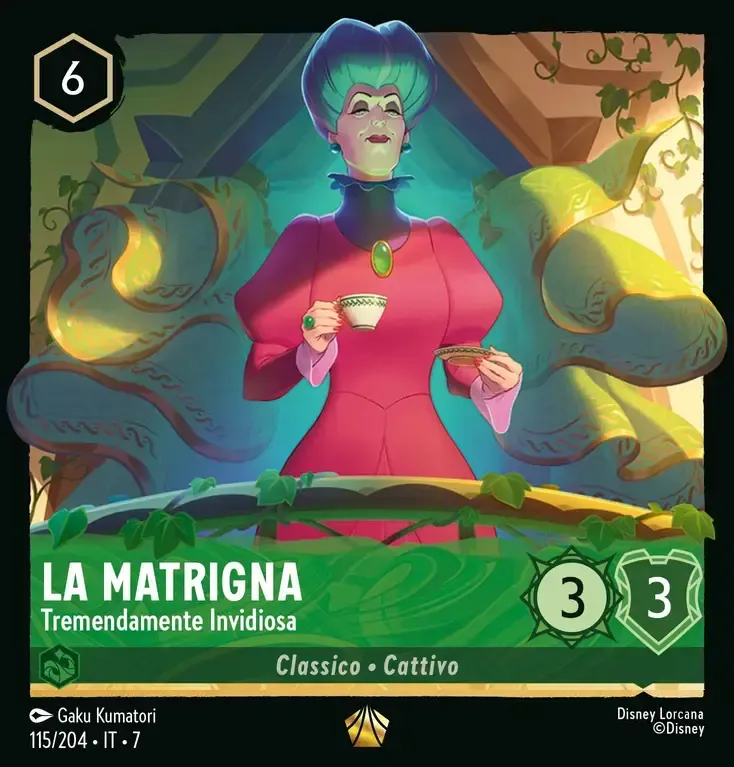 6
LA MATRIGNA
Tremendamente Invidiosa
3
3
Classico • Cattivo
Gaku Kumatori
115/204 • IT • 7
Disney Lorcana
©Disney